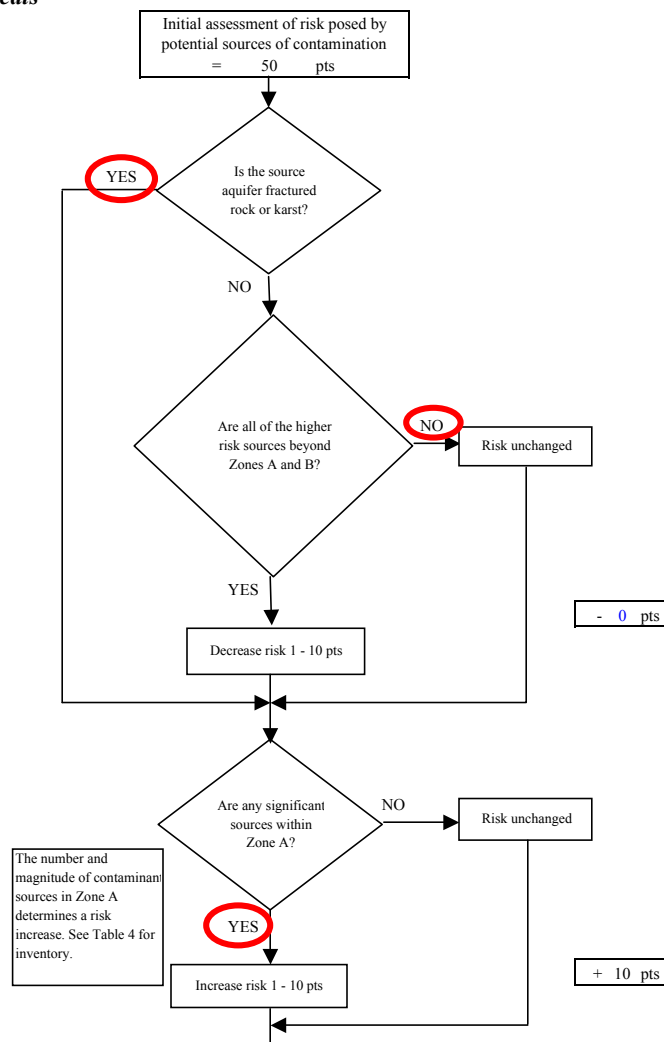 Initial assessment of risk posed by
potential sources of contamination
= 50 pts
YES
Is the source
aquifer fractured
rock or karst?
NO
Are all of the higher
risk sources beyond
Zones A and B?
NO
Risk unchanged
YES
- 0 pts
Decrease risk 1 - 10 pts
Are any significant
sources within
Zone A?
NO
Risk unchanged
The number and
magnitude of contaminant
sources in Zone A
determines a risk
increase. See Table 4 for
inventory.
YES
Increase risk 1 - 10 pts
+ 10 pts